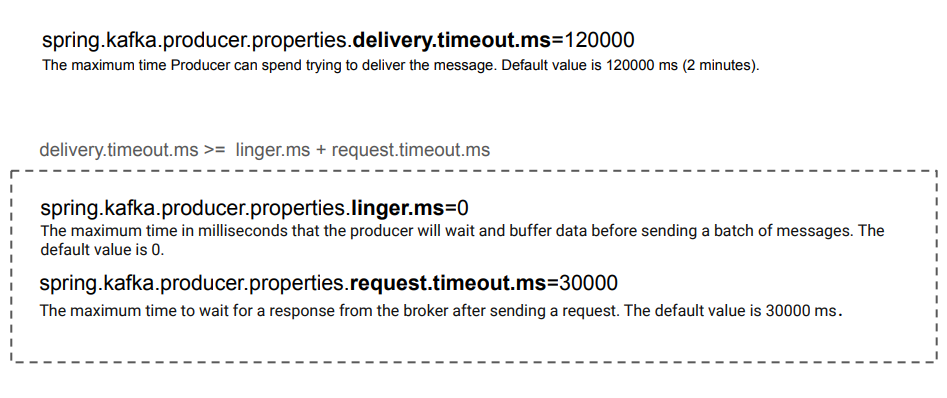 spring.kafka.producer.properties.delivery.timeout.ms=120000
The maximum time Producer can spend trying to deliver the message. Default value is 120000 ms (2 minutes).
delivery.timeout.ms >=  linger.ms + request.timeout.ms
spring.kafka.producer.properties.linger.ms=0
The maximum time in milliseconds that the producer will wait and buffer data before sending a batch of messages. The
default value is 0.
spring.kafka.producer.properties.request.timeout.ms=30000
The maximum time to wait for a response from the broker after sending a request. The default value is 30000 ms.